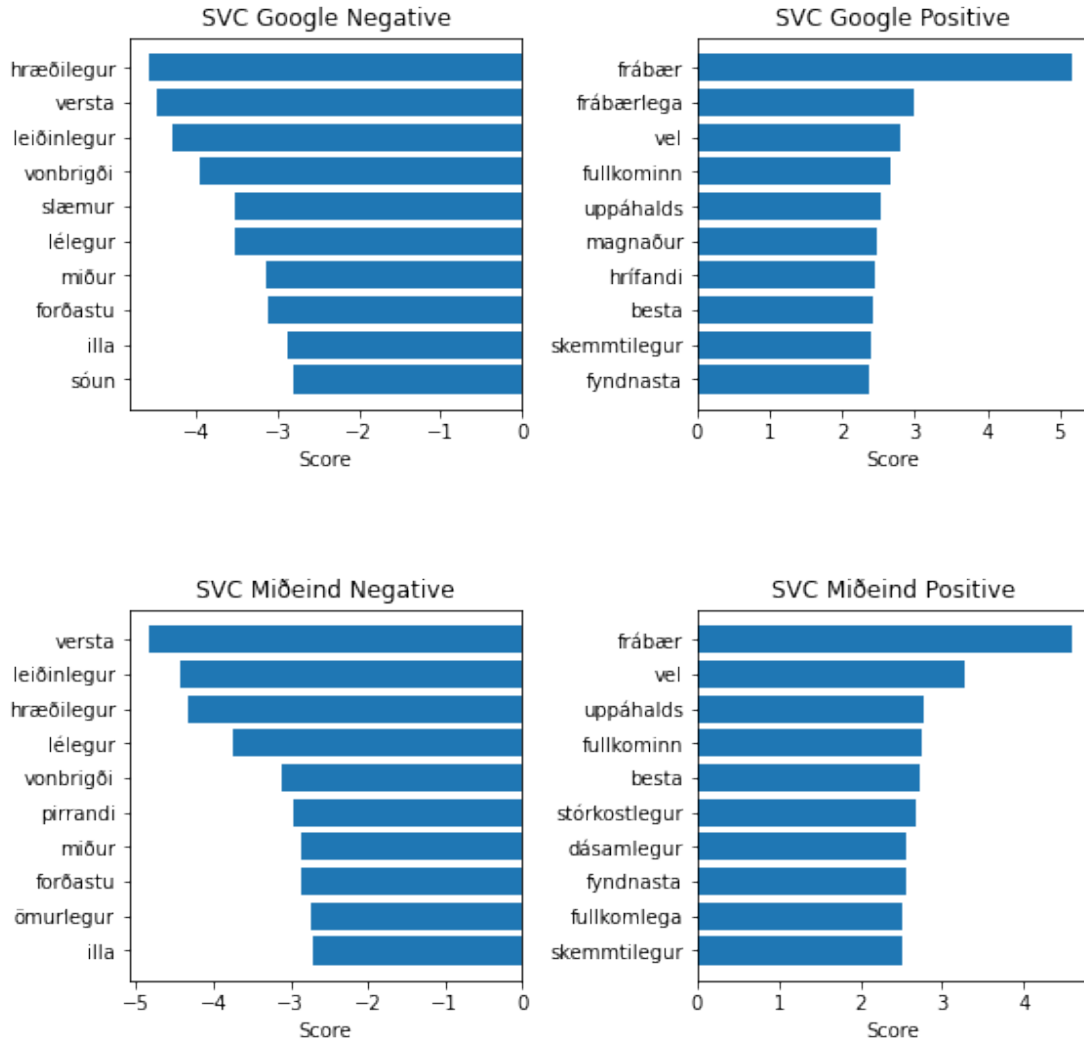 SVC Google Negative
hræðilegur
versta
leiðinlegur
vonbrigði
slæmur
lélegur
miður
forðastu
illa
sóun
−4 −3 −2 −1 0
Score
SVC Google Positive
frábær
frábærlega
vel
fullkominn
uppáhalds
magnaður
hrífandi
besta
skemmtilegur
fyndnasta
0 1 2 3 4 5
Score
SVC Miðeind Negative
versta
leiðinlegur
hræðilegur
lélegur
vonbrigði
pirrandi
miður
forðastu
ömurlegur
illa
−5 −4 −3 −2 −1 0
Score
SVC Miðeind Positive
frábær
vel
uppáhalds
fullkominn
besta
stórkostlegur
dásamlegur
fyndnasta
fullkomlega
skemmtilegur
0 1 2 3 4
Score